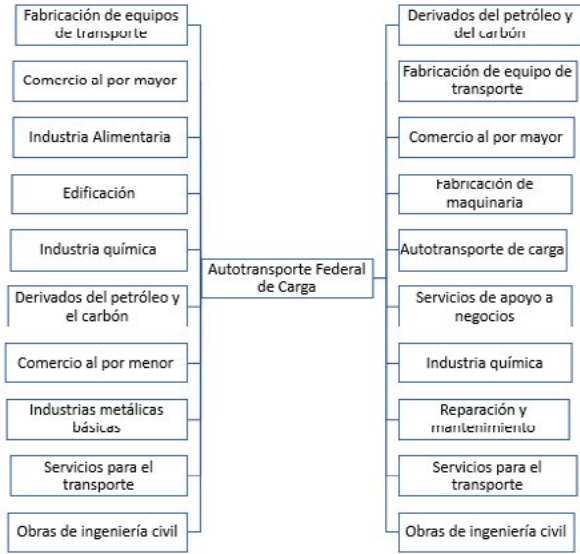 Fabricación de equipos
de transporte
Comercio al por mayor
Industria Alimentaria
Edificación
Industria química
Derivados del petróleo y
el carbón
Comercio al por menor
Industrias metálicas
básicas
Servicios para el
transporte
Obras de ingeniería civil
Autotransporte Federal
de Carga
Derivados del petróleo y
del carbón
Fabricación de equipo de
transporte
Comercio al por mayor
Fabricación de
maquinaria
Autotransporte de carga
Servicios de apoyo a
negocios
Industria química
Reparación y
mantenimiento
Servicios para el
transporte
Obras de ingeniería civil